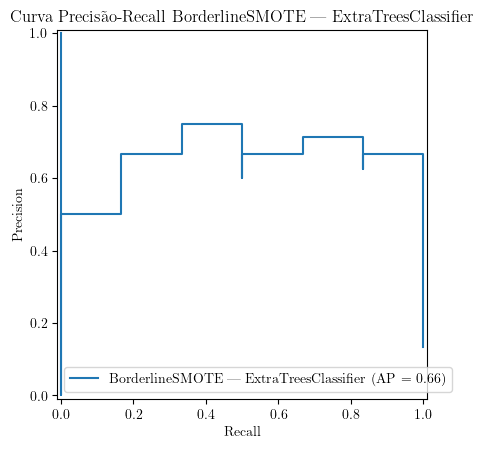 Curva Precisão-Recall BorderlineSMOTE — ExtraTreesClassifier
1.0
0.8
0.6
0.4
0.2
0.0
Precision
BorderlineSMOTE — ExtraTreesClassifier (AP = 0.66)
0.0 0.2 0.4 0.6 0.8 1.0
Recall